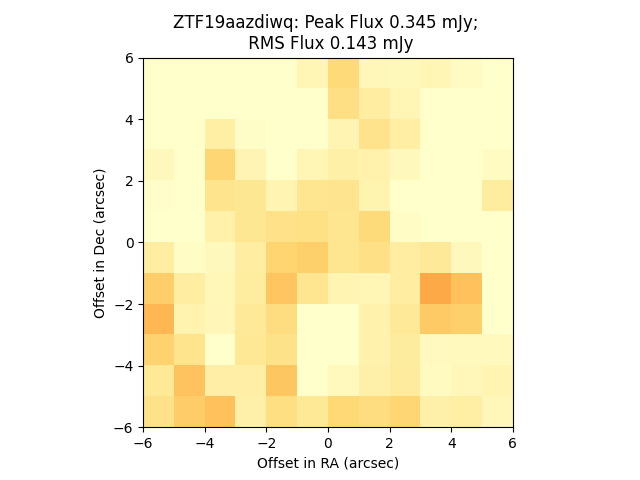 ZTF19aazdiwq: Peak Flux 0.345 mJy;
RMS Flux 0.143 mJy
6
4
2
0
−2
−4
−6
Offset in Dec (arcsec)
−6 −4 −2 0 2 4 6
Offset in RA (arcsec)